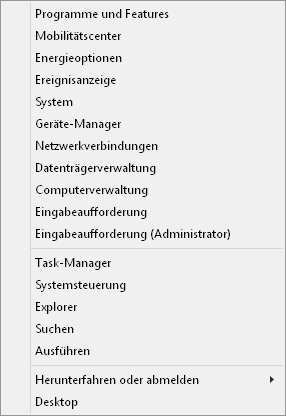 Programme und Features
Mobilitätscenter
Energieoptionen
Ereignisanzeige
System
Geräte-Manager
Netzwerkverbindungen
Datenträgerverwaltung
Computerverwaltung
Eingabeaufforderung
Eingabeaufforderung (Administrator)
Task-Manager
Systemsteuerung
Explorer
Suchen
Ausführen
Herunterfahren oder abmelden
Desktop